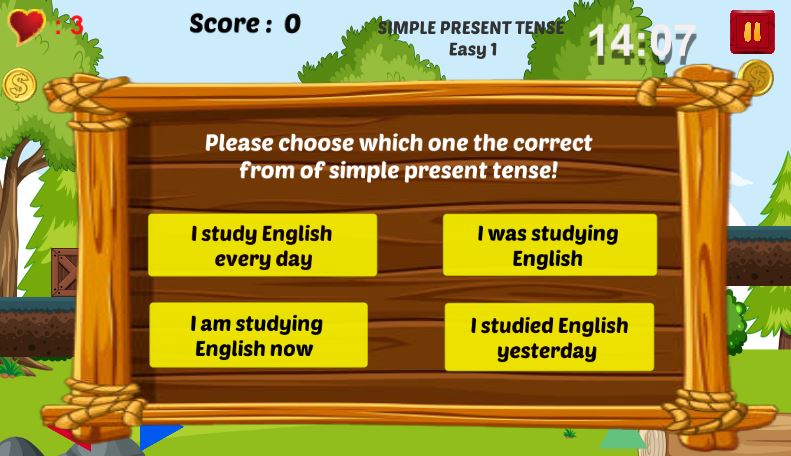 : 3
Score : 0
SIMPLE PRESENT TENSE
Easy 1
14:07
Please choose which one the correct
from of simple present tense!
I study English
every day
I was studying
English
I am studying
English now
I studied English
yesterday